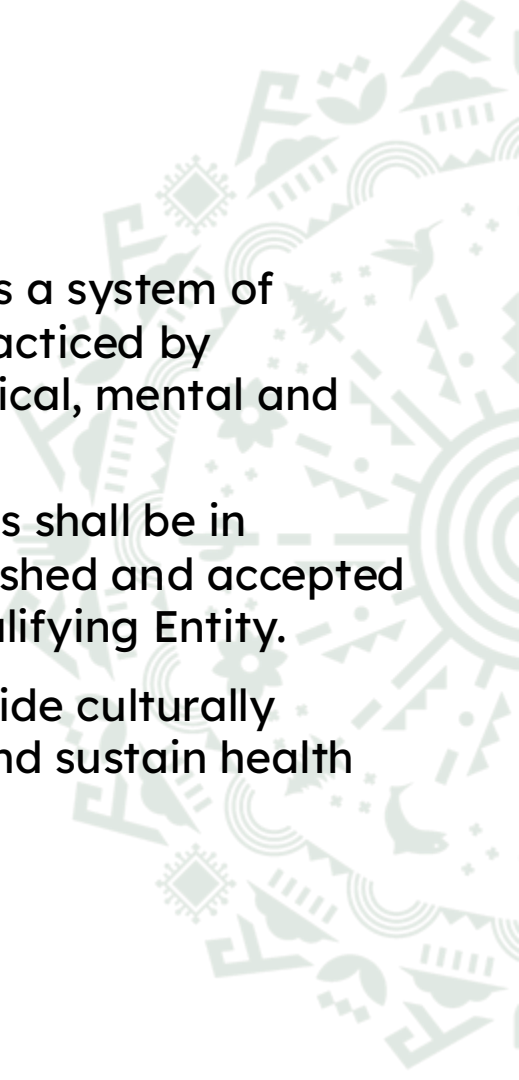 s a system of
acticed by
ical, mental and
s shall be in
shed and accepted
lifying Entity.
ide culturally
nd sustain health